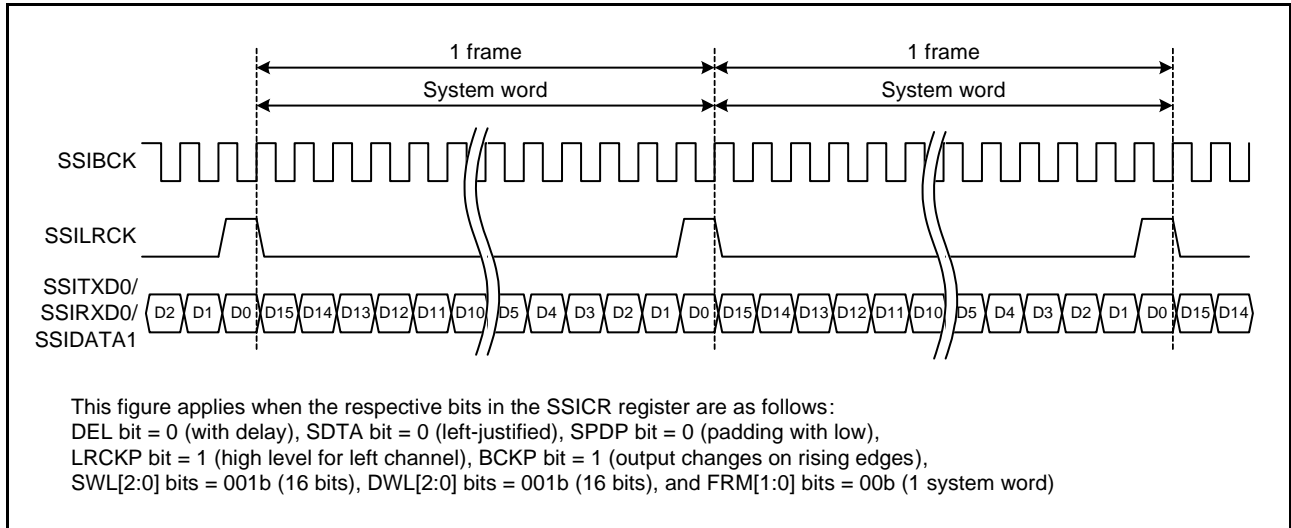 1 frame 1 frame
System word System word
SSIBCK
SSILRCK
SSITXD0/
SSIRXD0/
SSIDATA1
D2 D1 D0 D15 D14 D13 D12 D11 D10 D5 D4 D3 D2 D1 D0 D15 D14 D13 D12 D11 D10 D5 D4 D3 D2 D1 D0 D15 D14
This figure applies when the respective bits in the SSICR register are as follows:
DEL bit = 0 (with delay), SDTA bit = 0 (left-justified), SPDP bit = 0 (padding with low),
LRCKP bit = 1 (high level for left channel), BCKP bit = 1 (output changes on rising edges),
SWL[2:0] bits = 001b (16 bits), DWL[2:0] bits = 001b (16 bits), and FRM[1:0] bits = 00b (1 system word)